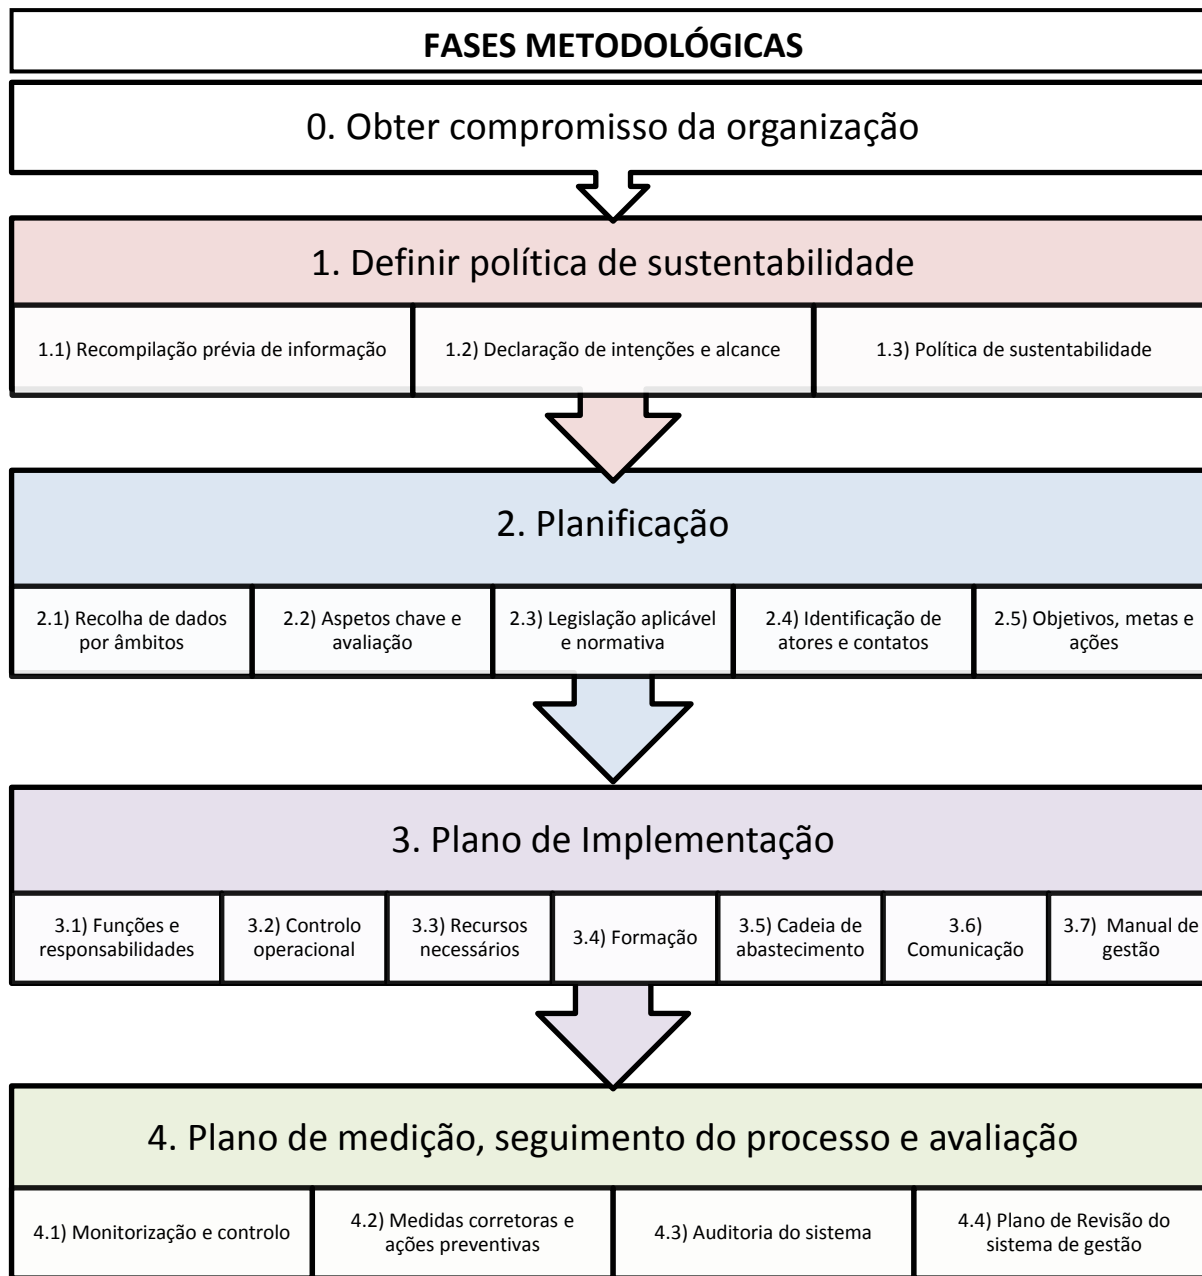 FASES METODOLÓGICAS
0. Obter compromisso da organização
1. Definir política de sustentabilidade
1.1) Recompilação prévia de informação
1.2) Declaração de intenções e alcance
1.3) Política de sustentabilidade
2. Planificação
2.1) Recolha de dados
por âmbitos
2.2) Aspetos chave e
avaliação
2.3) Legislação aplicável
e normativa
2.4) Identificação de
atores e contatos
2.5) Objetivos, metas e
ações
3. Plano de Implementação
3.1) Funções e
responsabilidades
3.2) Controlo
operacional
3.3) Recursos
necessários
3.4) Formação
3.5) Cadeia de
abastecimento
3.6)
Comunicação
3.7) Manual de
gestão
4. Plano de medição, seguimento do processo e avaliação
4.1) Monitorização e controlo
4.2) Medidas corretoras e
ações preventivas
4.3) Auditoria do sistema
4.4) Plano de Revisão do
sistema de gestão